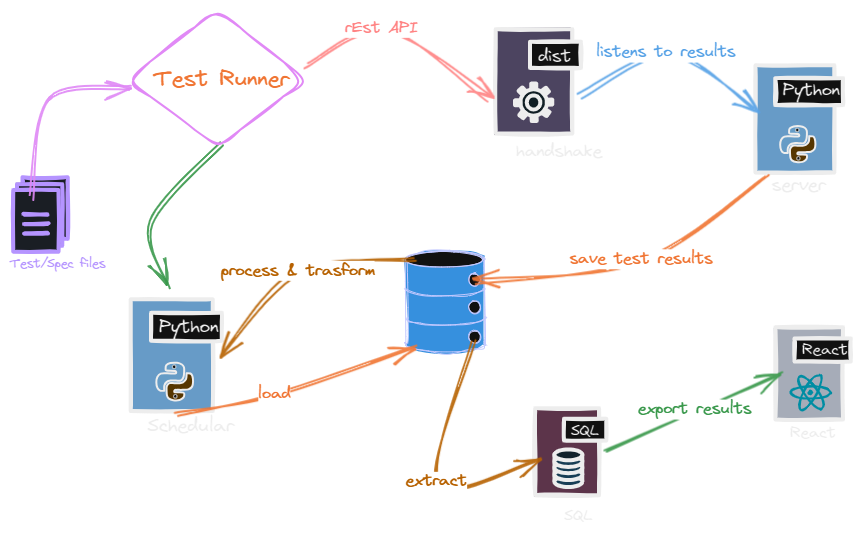 rEst API
dist
listens to results
Test Runner
Python
handshake
server
Test/Spec files
save test results
process & trasform
Python
React
load
export results
Schedular
SQL
React
extract
SQL